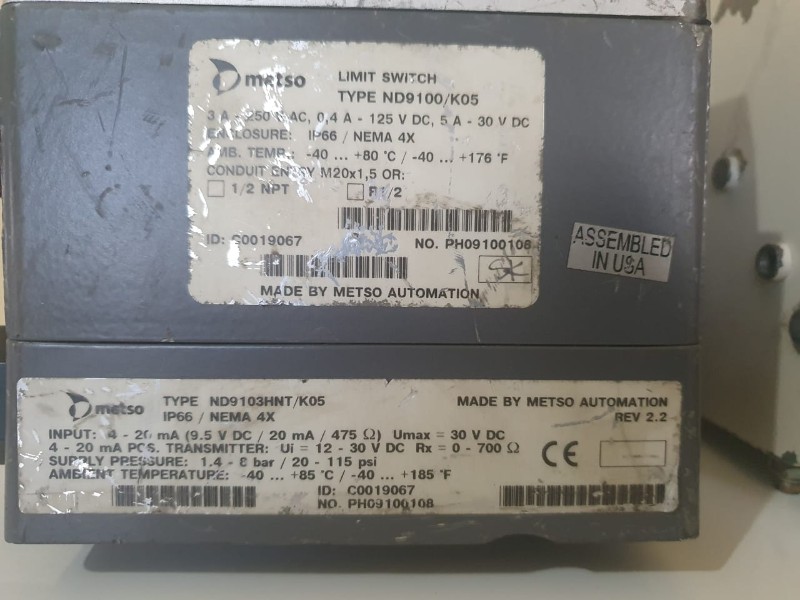 metso
LIMIT SWITCH
TYPE ND9100/K05
3 A - 250 V AC, 0,4 A - 125 V DC, 5 A - 30 V DC
ENCLOSURE: IP66 / NEMA 4X
AMB. TEMP.: -40 ... +80 °C / -40 ... +176 °F
CONDUIT ENTRY M20x1,5 OR:
1/2 NPT R1/2
ID: C0019067 NO. PH09100108
SK
MADE BY METSO AUTOMATION
ASSEMBLED
IN USA
metso
TYPE ND9103HNT/K05 MADE BY METSO AUTOMATION
IP66 / NEMA 4X REV 2.2
INPUT: 4 - 20 mA (9.5 V DC / 20 mA / 475 Ω) Umax = 30 V DC
4 - 20 mA POS. TRANSMITTER: Ui = 12 - 30 V DC Rx = 0 - 700 Ω
SUPPLY PRESSURE: 1.4 - 8 bar / 20 - 115 psi
AMBIENT TEMPERATURE: -40 ... +85 °C / -40 ... +185 °F
CE
ID: C0019067
NO. PH09100108